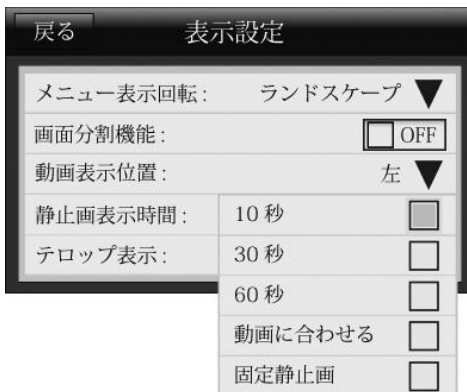 戻る 表示設定
メニュー表示回転： ランドスケープ ▼
画面分割機能： OFF
動画表示位置： 左 ▼
静止画表示時間： 10 秒
テロップ表示： 30 秒
60 秒
動画に合わせる
固定静止画